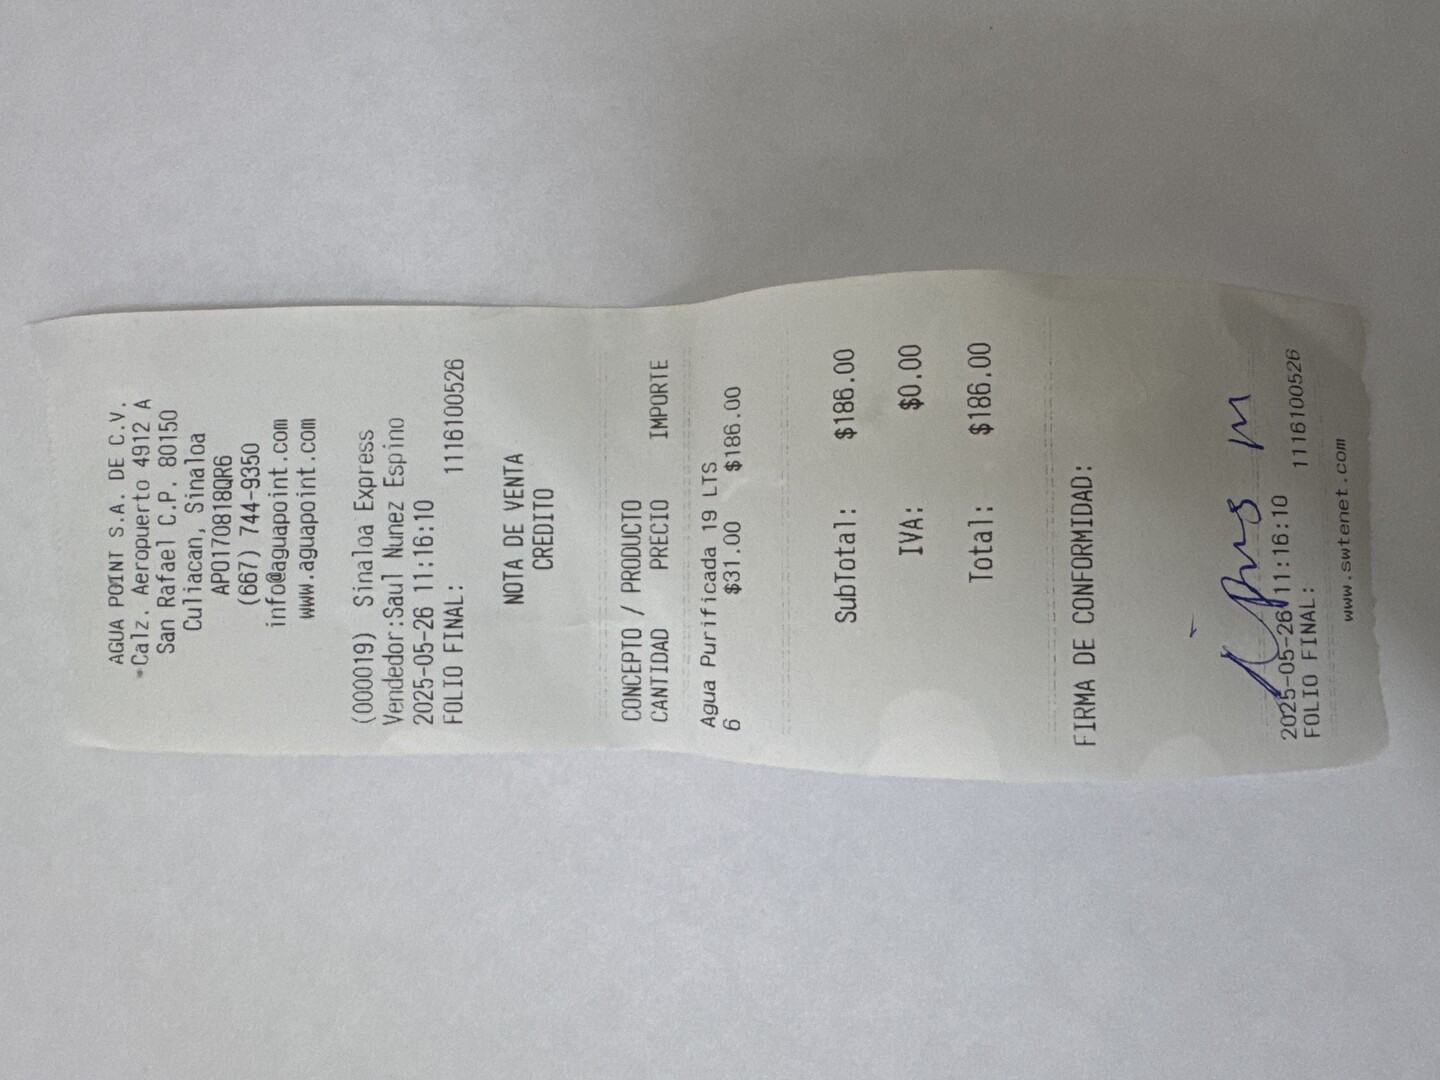 AGUA POINT S.A. DE C.V.
Calz. Aeropuerto 4912 A
San Rafael C.P. 80150
Culiacan, Sinaloa
APO170818QR6
(667) 744-9350
info@aguapoint.com
www.aguapoint.com
(000019) Sinaloa Express
Vendedor:Saul Nunez Espino
2025-05-26 11:16:10
FOLIO FINAL: 1116100526
NOTA DE VENTA
CREDITO
CONCEPTO / PRODUCTO
CANTIDAD PRECIO IMPORTE
Agua Purificada 19 LTS
6 $31.00 $186.00
SubTotal: $186.00
IVA: $0.00
Total: $186.00
FIRMA DE CONFORMIDAD:
2025-05-26 11:16:10
FOLIO FINAL: 1116100526
www.swtenet.com